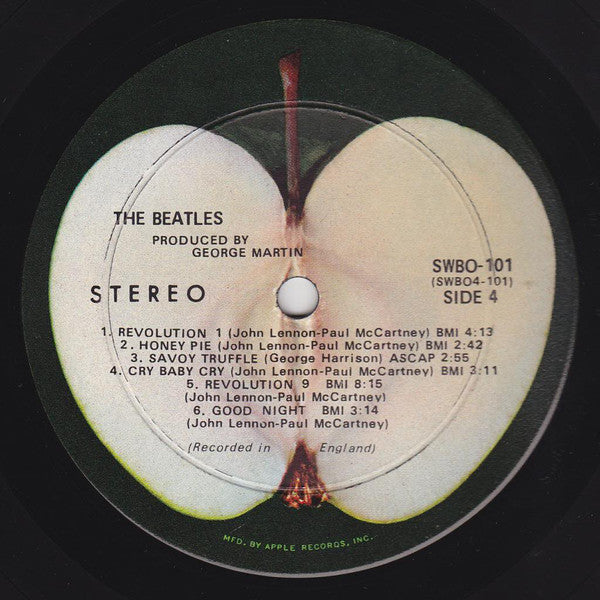 THE BEATLES
PRODUCED BY
GEORGE MARTIN
STEREO
SWBO-101
(SWBO4-101)
SIDE 4
1. REVOLUTION 1 (John Lennon-Paul McCartney) BMI 4:13
2. HONEY PIE (John Lennon-Paul McCartney) BMI 2:42
3. SAVOY TRUFFLE (George Harrison) ASCAP 2:55
4. CRY BABY CRY (John Lennon-Paul McCartney) BMI 3:11
5. REVOLUTION 9 BMI 8:15
(John Lennon-Paul McCartney)
6. GOOD NIGHT BMI 3:14
(John Lennon-Paul McCartney)
(Recorded in England)
MFD. BY APPLE RECORDS, INC.